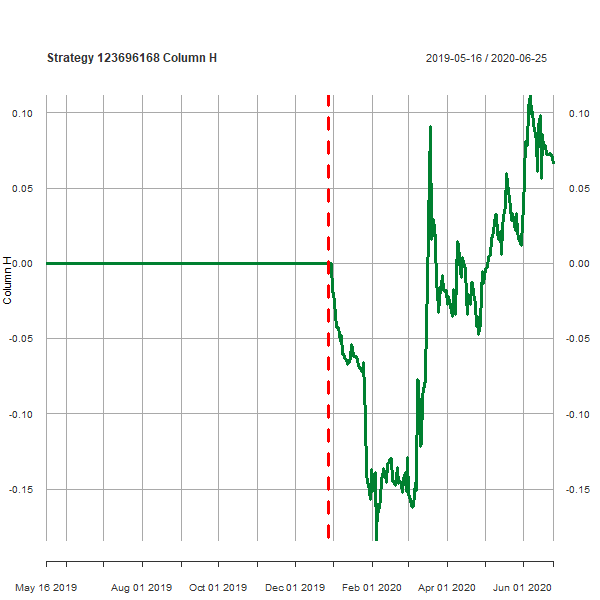 Strategy 123696168 Column H
2019-05-16 / 2020-06-25
0.10
0.10
0.05
0.05
0.00
0.00
Column H
-0.05
-0.05
-0.10
-0.10
-0.15
-0.15
May 16 2019
Aug 01 2019
Oct 01 2019
Dec 01 2019
Feb 01 2020
Apr 01 2020
Jun 01 2020